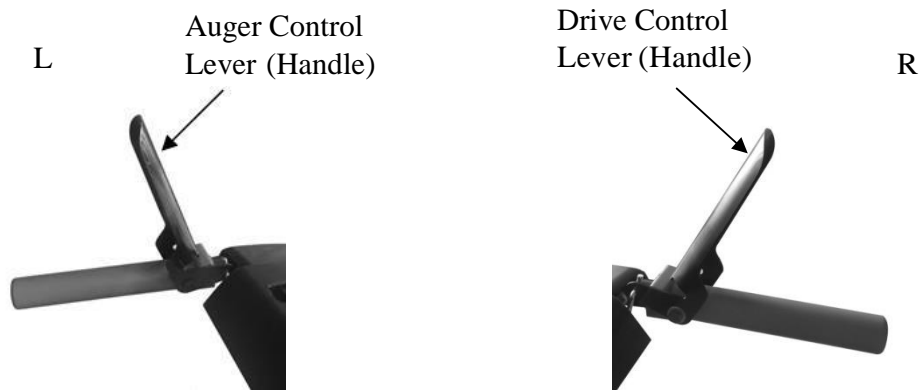 L
Auger Control
Lever (Handle)
Drive Control
Lever (Handle)
R